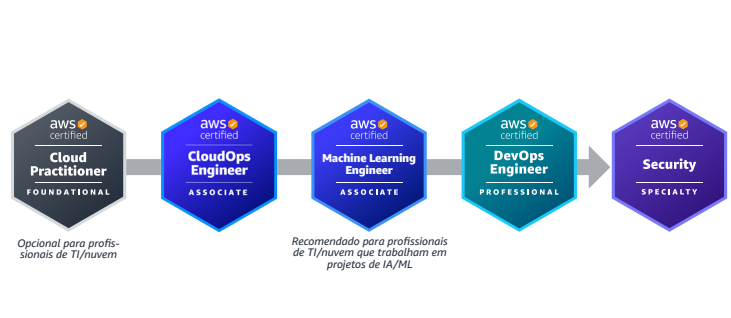 aws
certified
Cloud
Practitioner
FOUNDATIONAL
aws
certified
CloudOps
Engineer
ASSOCIATE
aws
certified
Machine Learning
Engineer
ASSOCIATE
aws
certified
DevOps
Engineer
PROFESSIONAL
aws
certified
Security
SPECIALTY
Opcional para profis-
sionais de TI/nuvem
Recomendado para profissionais
de TI/nuvem que trabalham em
projetos de IA/ML